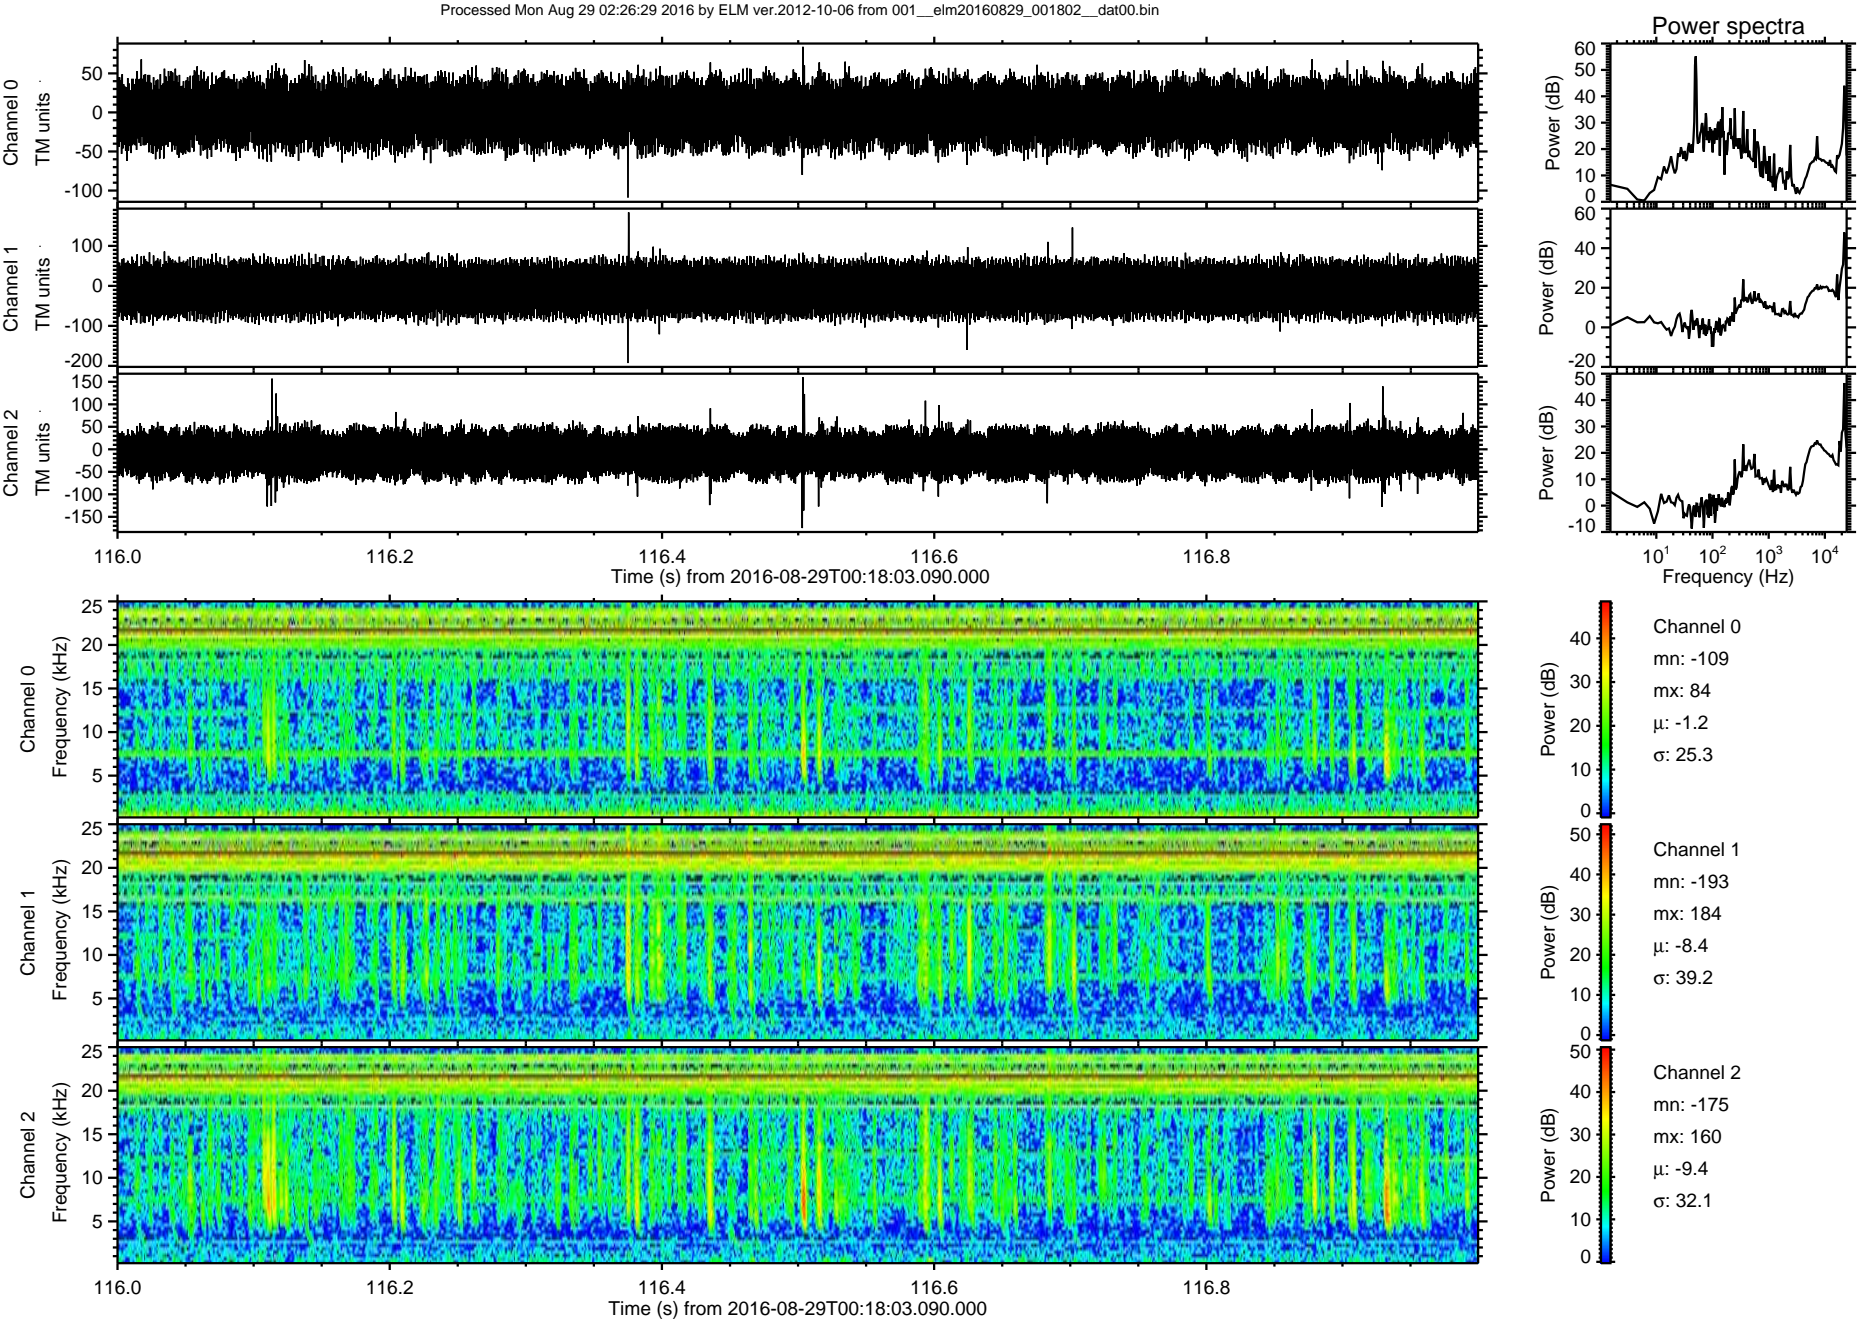 Processed Mon Aug 29 02:26:29 2016 by ELM ver.2012-10-06 from 001__elm20160829_001802__dat00.bin
Power spectra
Channel 0
TM units
50
0
-50
-100
Power (dB)
60
50
40
30
20
10
0
Channel 1
TM units
100
0
-100
-200
Power (dB)
60
40
20
0
-20
Channel 2
TM units
150
100
50
0
-50
-100
-150
Power (dB)
50
40
30
20
10
0
-10
116.0 116.2 116.4 116.6 116.8
Time (s) from 2016-08-29T00:18:03.090.000
10¹ 10² 10³ 10⁴
Frequency (Hz)
Channel 0
Frequency (kHz)
25
20
15
10
5
Power (dB)
40
30
20
10
0
Channel 0
mn: -109
mx: 84
μ: -1.2
σ: 25.3
Channel 1
Frequency (kHz)
25
20
15
10
5
Power (dB)
50
40
30
20
10
0
Channel 1
mn: -193
mx: 184
μ: -8.4
σ: 39.2
Channel 2
Frequency (kHz)
25
20
15
10
5
Power (dB)
50
40
30
20
10
0
Channel 2
mn: -175
mx: 160
μ: -9.4
σ: 32.1
116.0 116.2 116.4 116.6 116.8
Time (s) from 2016-08-29T00:18:03.090.000